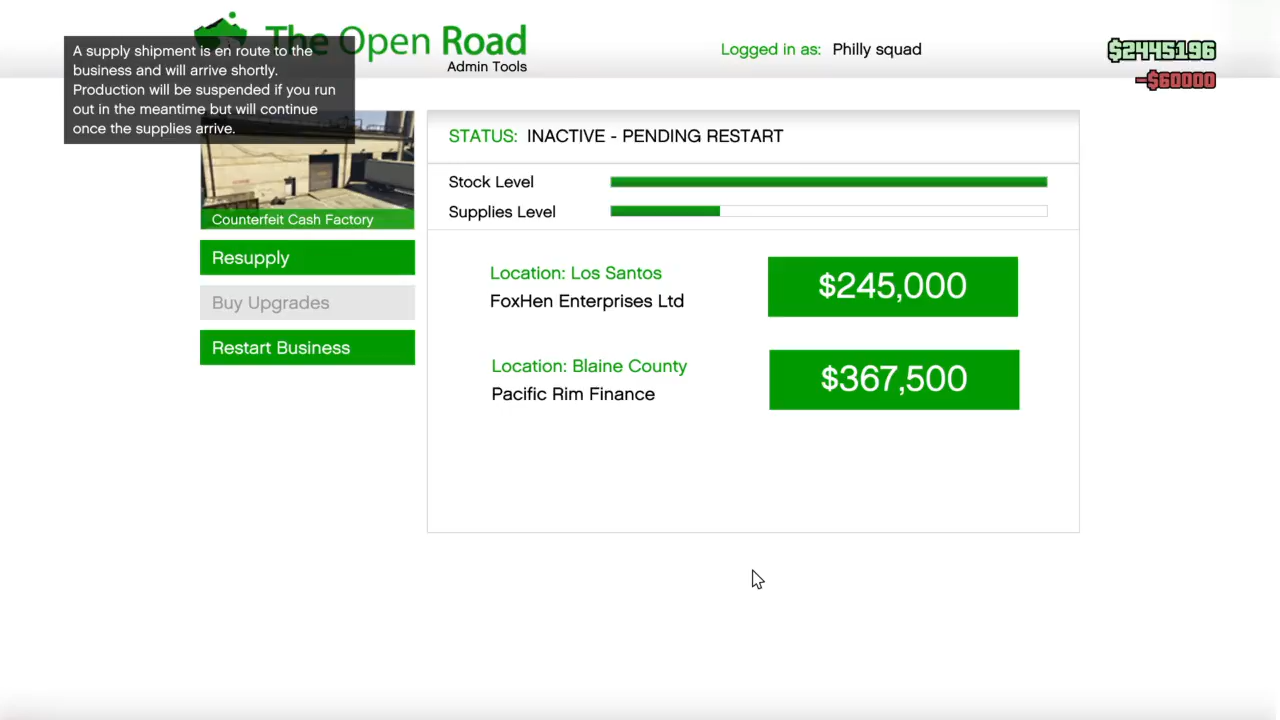 A supply shipment is en route to the
business and will arrive shortly.
Production will be suspended if you run
out in the meantime but will continue
once the supplies arrive.
The Open Road
Admin Tools
Logged in as: Philly squad
$2445196
-$60000
Counterfeit Cash Factory
Resupply
Buy Upgrades
Restart Business
STATUS: INACTIVE - PENDING RESTART
Stock Level
Supplies Level
Location: Los Santos
FoxHen Enterprises Ltd
$245,000
Location: Blaine County
Pacific Rim Finance
$367,500